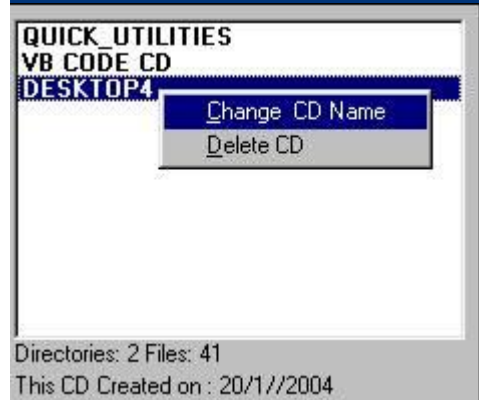 QUICK_UTILITIES
VB CODE CD
DESKTOP4
Change CD Name
Delete CD
Directories: 2 Files: 41
This CD Created on : 20/1//2004